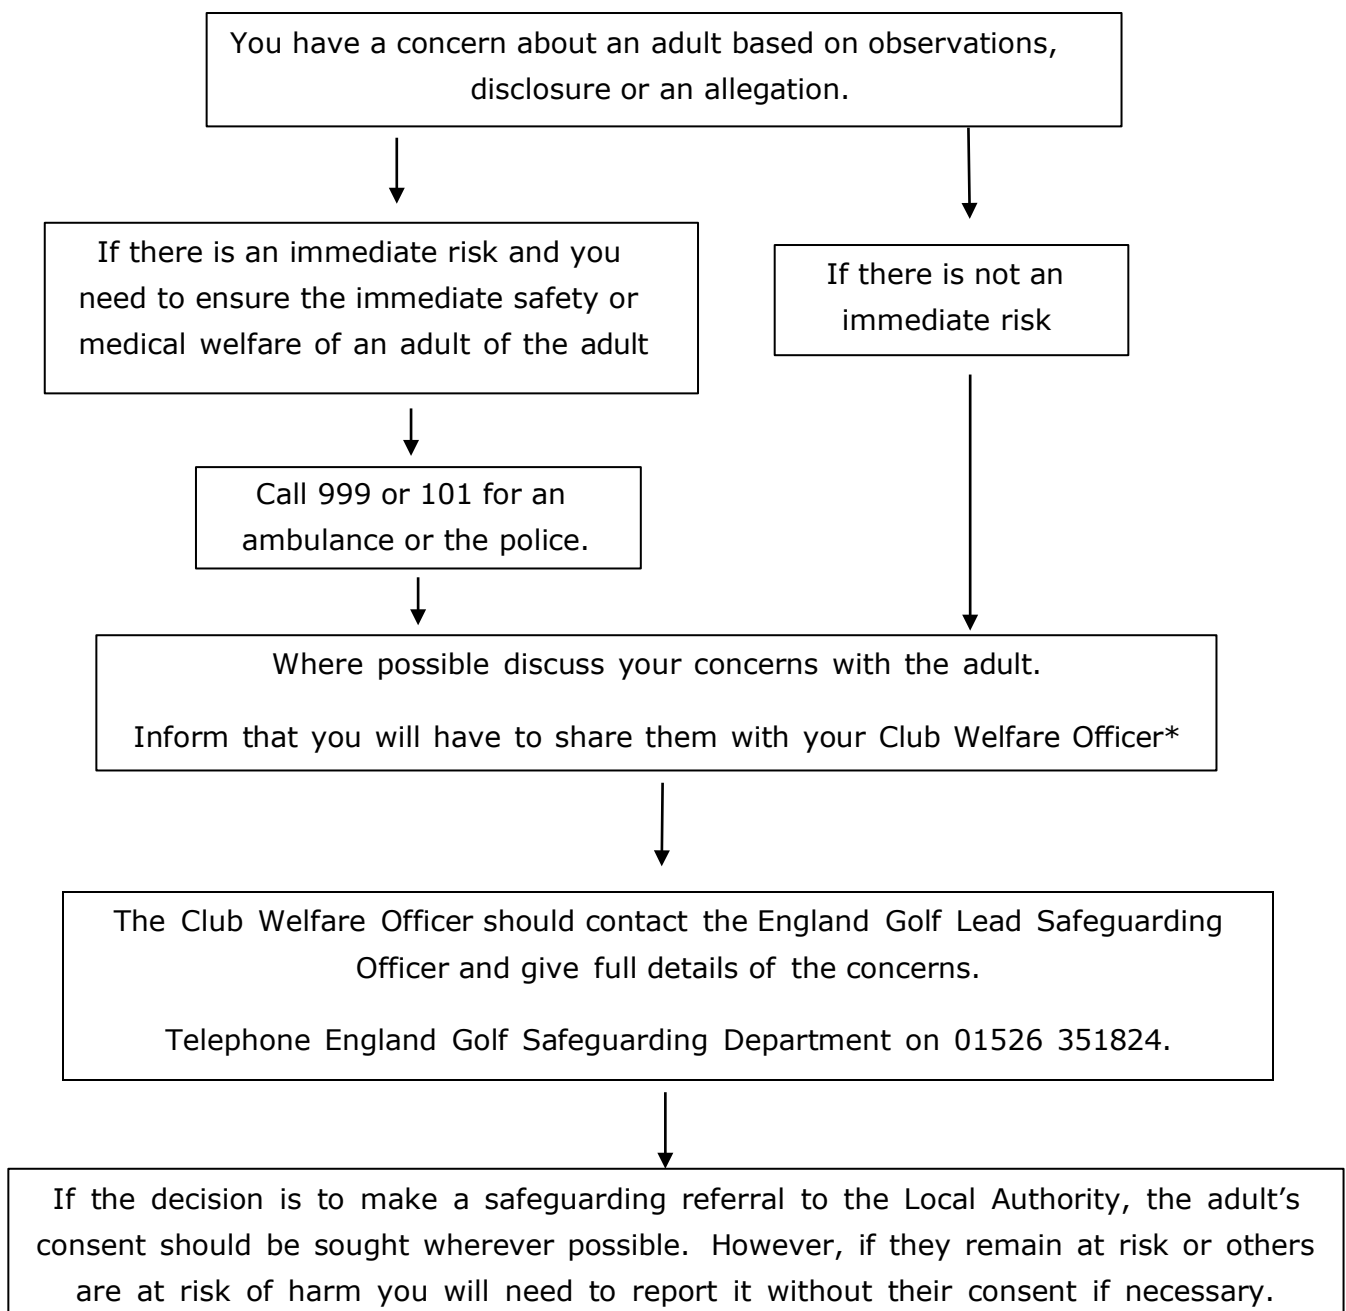 You have a concern about an adult based on observations,
disclosure or an allegation.
If there is an immediate risk and you
need to ensure the immediate safety or
medical welfare of an adult of the adult
If there is not an
immediate risk
Call 999 or 101 for an
ambulance or the police.
Where possible discuss your concerns with the adult.
Inform that you will have to share them with your Club Welfare Officer*
The Club Welfare Officer should contact the England Golf Lead Safeguarding
Officer and give full details of the concerns.
Telephone England Golf Safeguarding Department on 01526 351824.
If the decision is to make a safeguarding referral to the Local Authority, the adult’s
consent should be sought wherever possible. However, if they remain at risk or others
are at risk of harm you will need to report it without their consent if necessary.